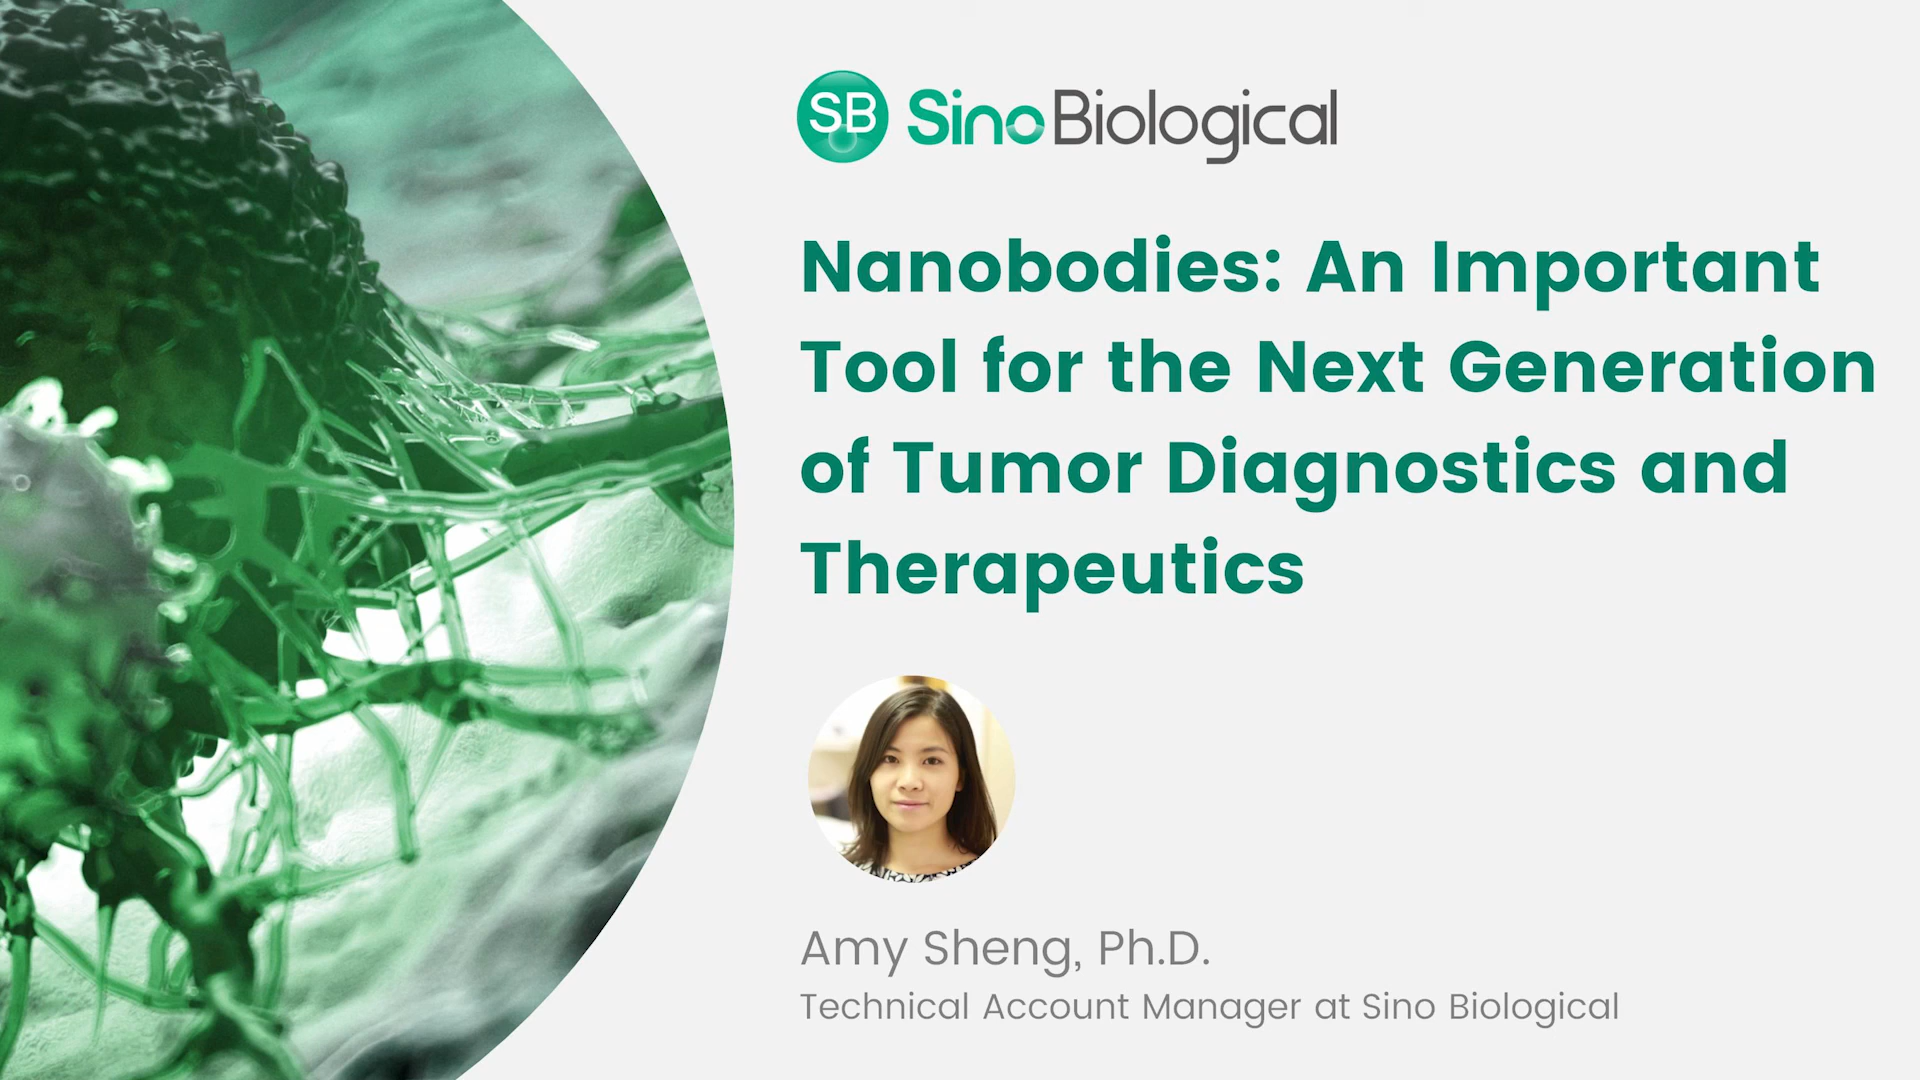 SB SinoBiological
Nanobodies: An Important
Tool for the Next Generation
of Tumor Diagnostics and
Therapeutics
Amy Sheng, Ph.D.
Technical Account Manager at Sino Biological